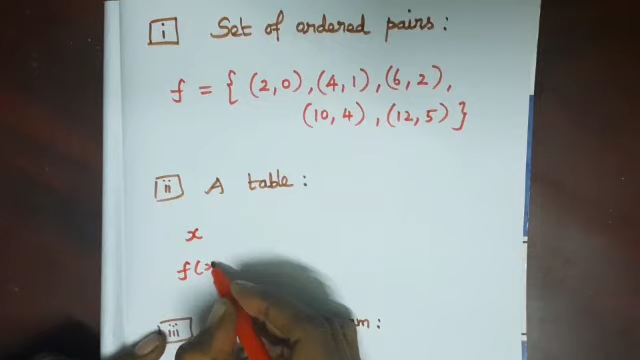 i Set of ordered pairs:
f = { (2,0), (4,1), (6,2),
(10,4), (12,5) }
ii A table:
x
f(x
iii